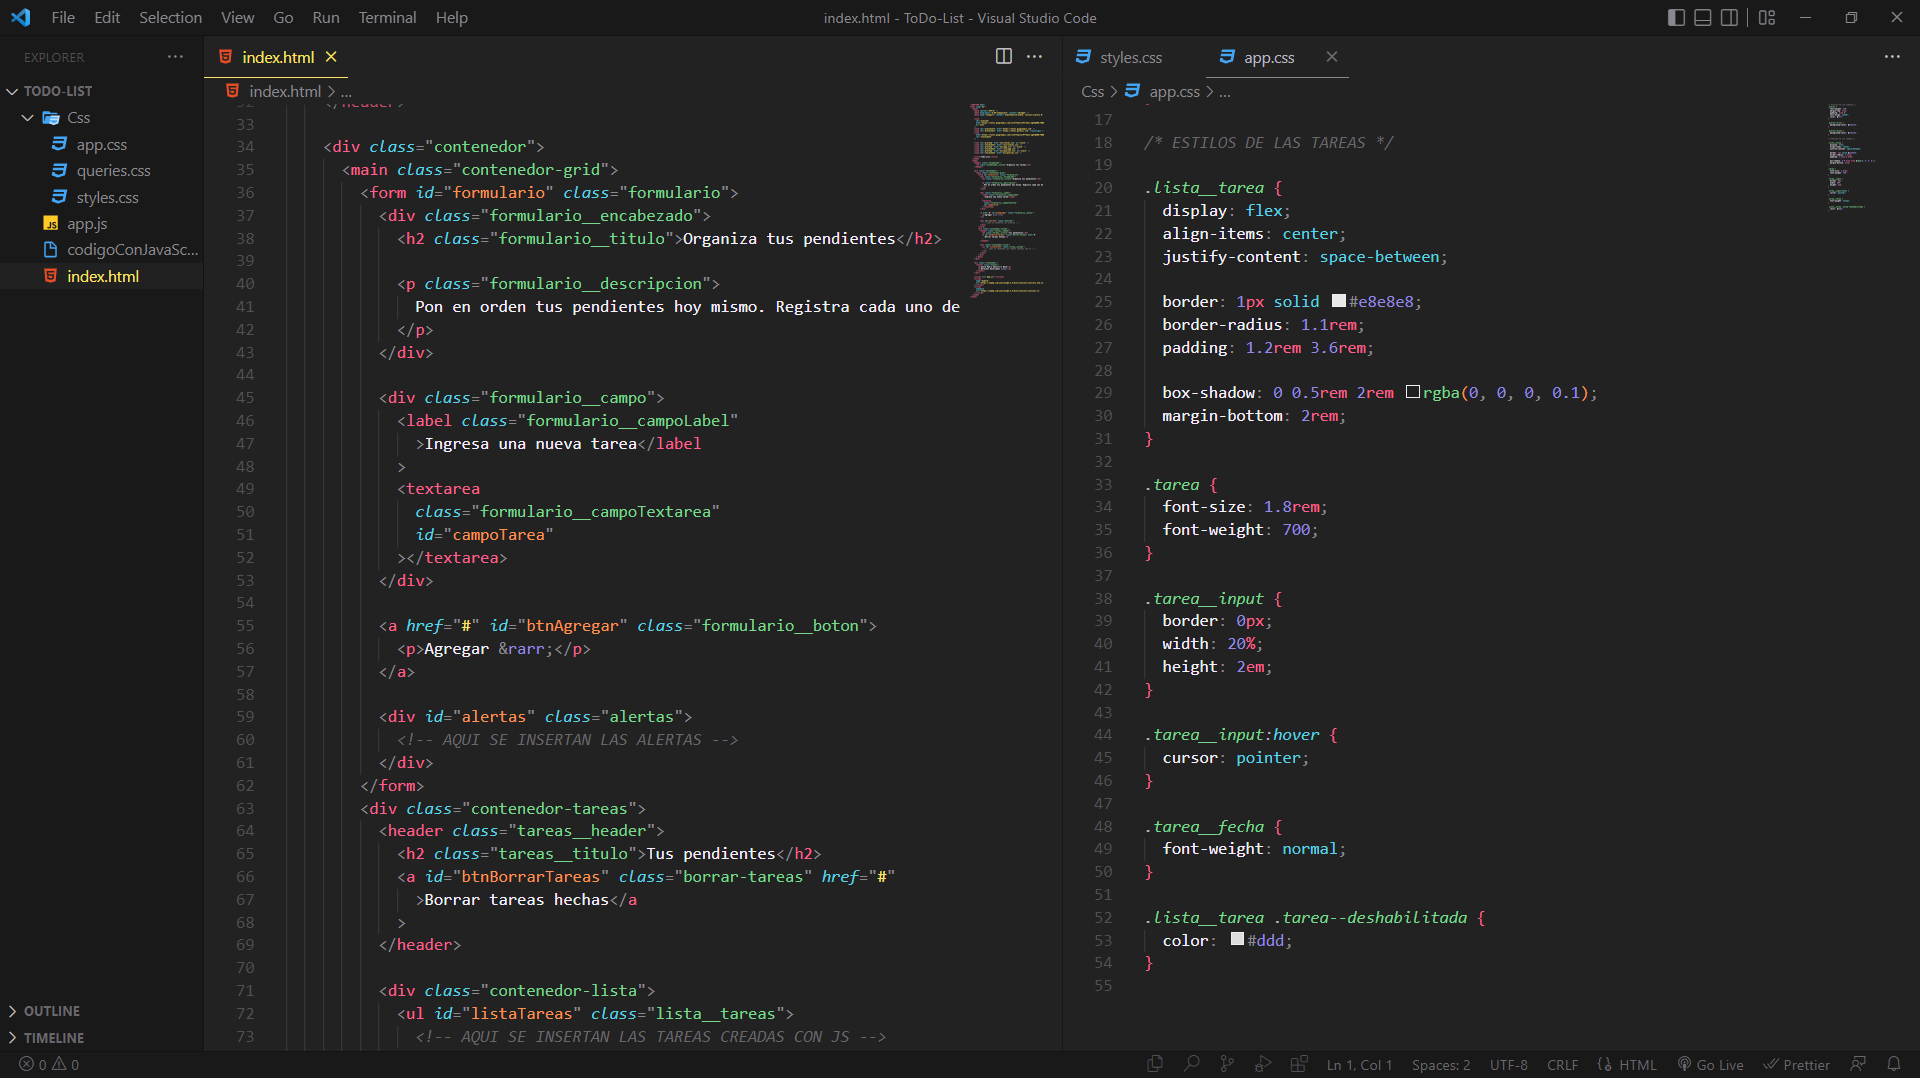 File Edit Selection View Go Run Terminal Help
index.html - ToDo-List - Visual Studio Code
EXPLORER
TODO-LIST
Css
app.css
queries.css
styles.css
app.js
codigoConJavaSc...
index.html
OUTLINE
TIMELINE
index.html
index.html > ...
32 </header>
33
34 <div class="contenedor">
35 <main class="contenedor-grid">
36 <form id="formulario" class="formulario">
37 <div class="formulario__encabezado">
38 <h2 class="formulario__titulo">Organiza tus pendientes</h2>
39
40 <p class="formulario__descripcion">
41 Pon en orden tus pendientes hoy mismo. Registra cada uno de
42 </p>
43 </div>
44
45 <div class="formulario__campo">
46 <label class="formulario__campoLabel"
47 >Ingresa una nueva tarea</label
48 >
49 <textarea
50 class="formulario__campoTextarea"
51 id="campoTarea"
52 ></textarea>
53 </div>
54
55 <a href="#" id="btnAgregar" class="formulario__boton">
56 <p>Agregar &rarr;</p>
57 </a>
58
59 <div id="alertas" class="alertas">
60 <!-- AQUI SE INSERTAN LAS ALERTAS -->
61 </div>
62 </form>
63 <div class="contenedor-tareas">
64 <header class="tareas__header">
65 <h2 class="tareas__titulo">Tus pendientes</h2>
66 <a id="btnBorrarTareas" class="borrar-tareas" href="#"
67 >Borrar tareas hechas</a
68 >
69 </header>
70
71 <div class="contenedor-lista">
72 <ul id="listaTareas" class="lista__tareas">
73 <!-- AQUI SE INSERTAN LAS TAREAS CREADAS CON JS -->
styles.css app.css
Css > app.css > ...
17
18 /* ESTILOS DE LAS TAREAS */
19
20 .lista__tarea {
21 display: flex;
22 align-items: center;
23 justify-content: space-between;
24
25 border: 1px solid #e8e8e8;
26 border-radius: 1.1rem;
27 padding: 1.2rem 3.6rem;
28
29 box-shadow: 0 0.5rem 2rem rgba(0, 0, 0, 0.1);
30 margin-bottom: 2rem;
31 }
32
33 .tarea {
34 font-size: 1.8rem;
35 font-weight: 700;
36 }
37
38 .tarea__input {
39 border: 0px;
40 width: 20%;
41 height: 2em;
42 }
43
44 .tarea__input:hover {
45 cursor: pointer;
46 }
47
48 .tarea__fecha {
49 font-weight: normal;
50 }
51
52 .lista__tarea .tarea--deshabilitada {
53 color: #ddd;
54 }
55
0 0
Ln 1, Col 1 Spaces: 2 UTF-8 CRLF HTML Go Live Prettier